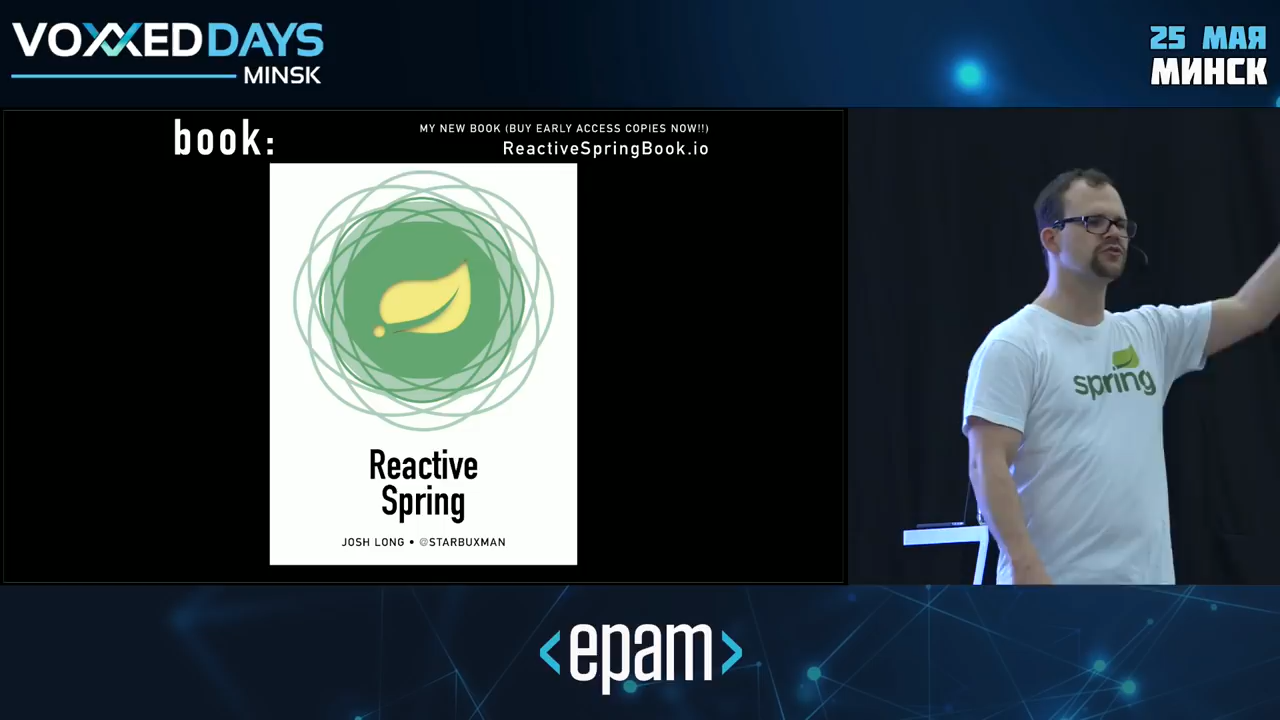 VOXXEDDAYS
MINSK
25 МАЯ
МИНСК
book:
MY NEW BOOK (BUY EARLY ACCESS COPIES NOW!!)
ReactiveSpringBook.io
Reactive
Spring
JOSH LONG • @STARBUXMAN
spring
<epam>